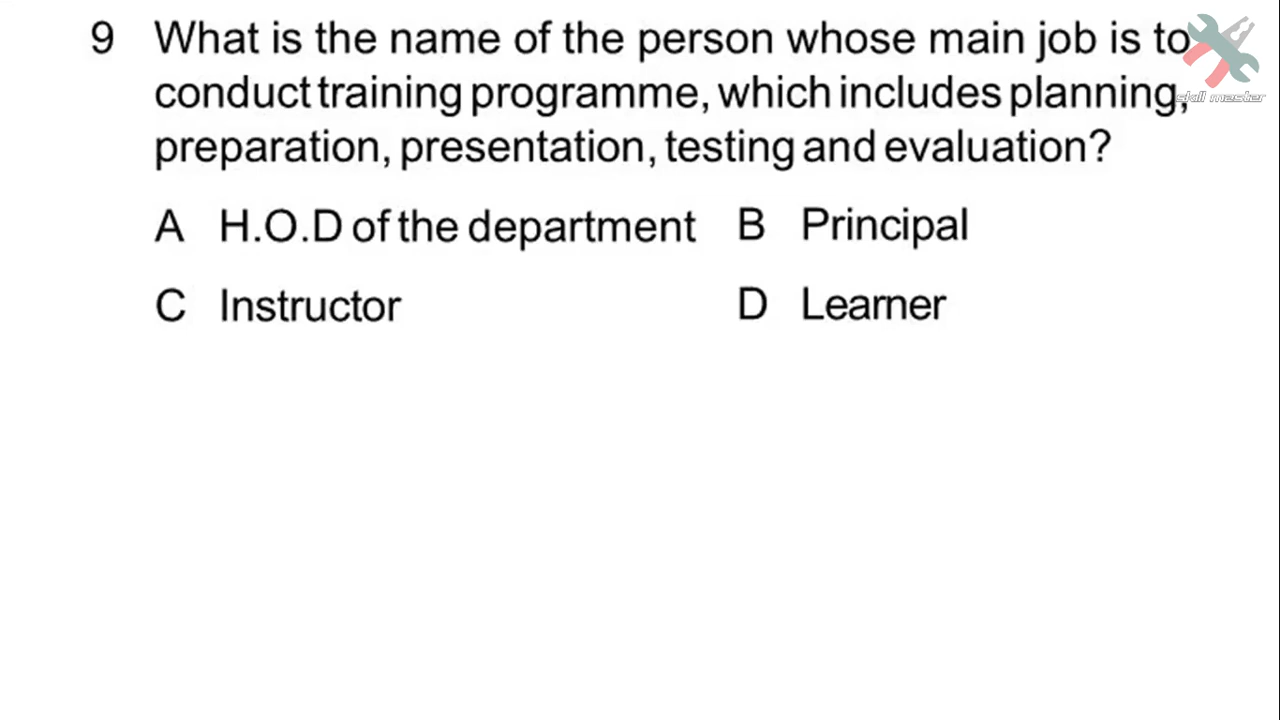 9 What is the name of the person whose main job is to
conduct training programme, which includes planning,
preparation, presentation, testing and evaluation?
A H.O.D of the department B Principal
C Instructor D Learner
skill master